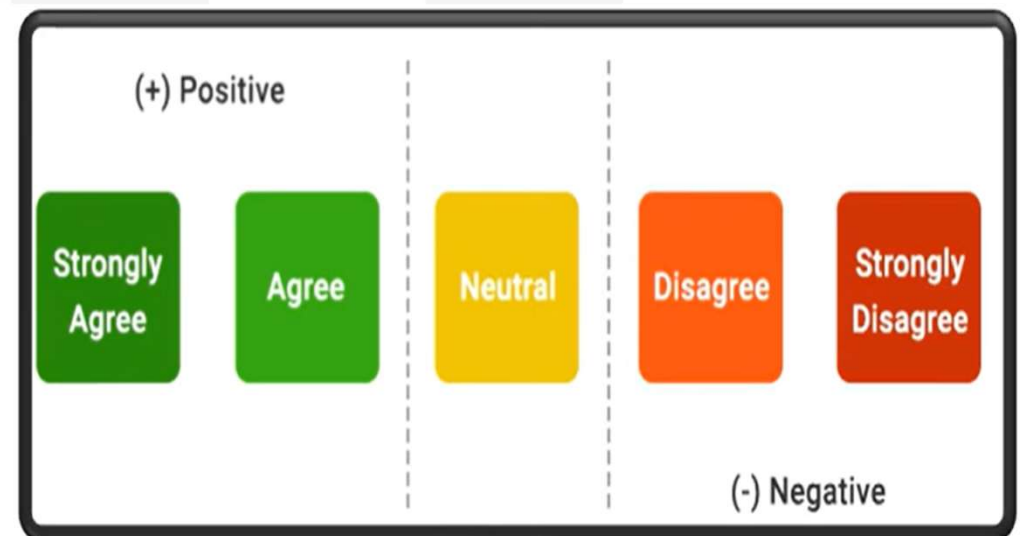 (+) Positive
Strongly
Agree
Agree
Neutral
Disagree
Strongly
Disagree
(-) Negative